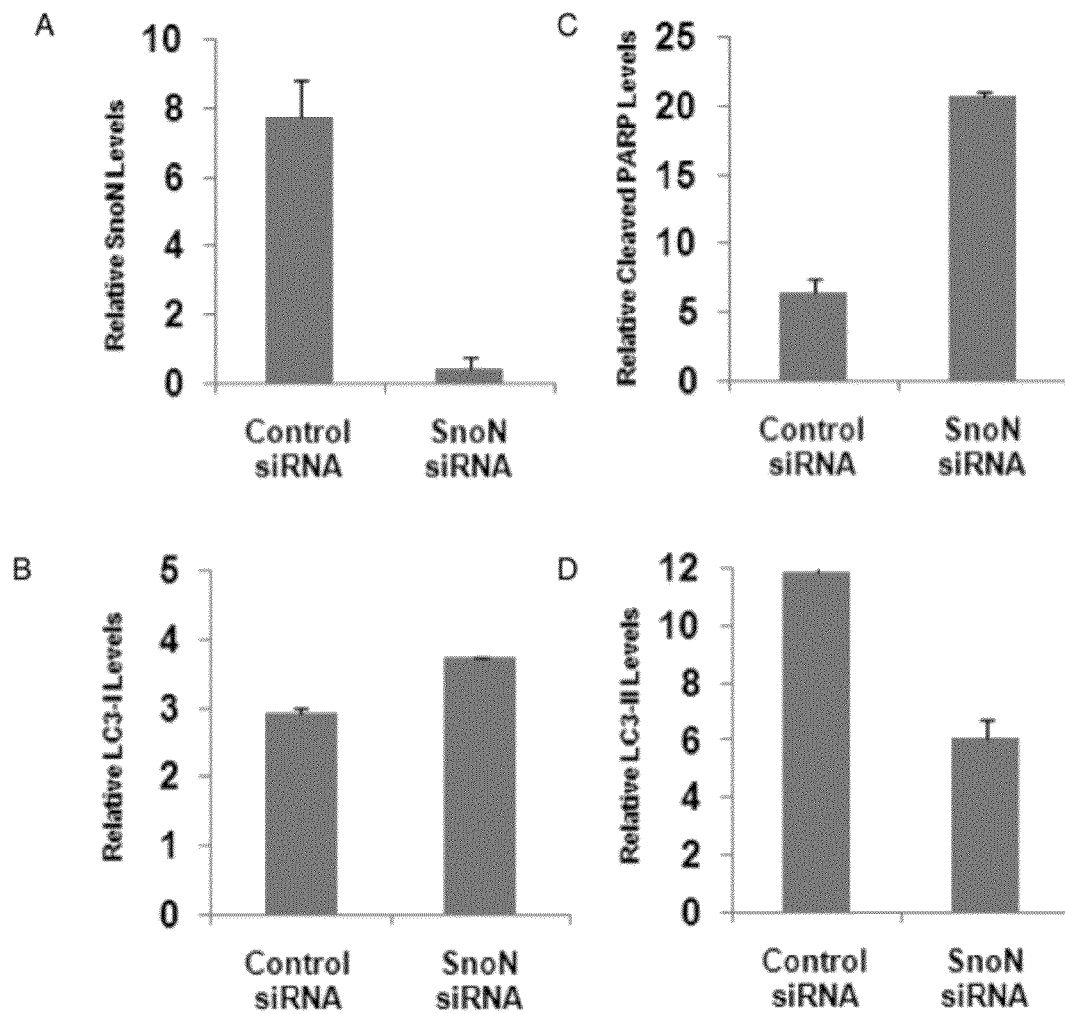 A
Relative SnoN Levels
10
8
6
4
2
0
Control siRNA
SnoN siRNA
C
Relative Cleaved PARP Levels
25
20
15
10
5
0
Control siRNA
SnoN siRNA
B
Relative LC3-I Levels
5
4
3
2
1
0
Control siRNA
SnoN siRNA
D
Relative LC3-II Levels
12
10
8
6
4
2
0
Control siRNA
SnoN siRNA